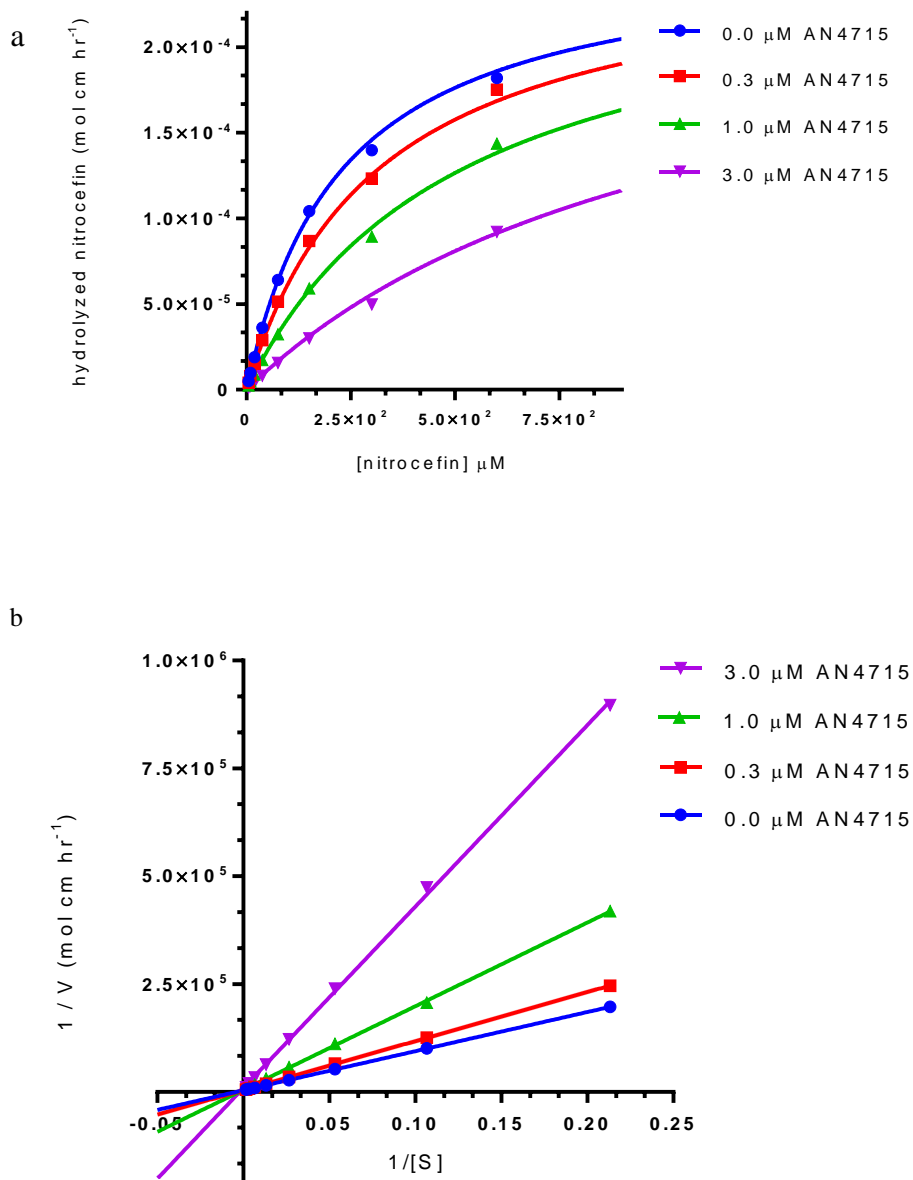 a
hydrolyzed nitrocefin (mol cm hr⁻¹)
2.0×10⁻⁴
1.5×10⁻⁴
1.0×10⁻⁴
5.0×10⁻⁵
0
0
2.5×10²
5.0×10²
7.5×10²
[nitrocefin] μM
0.0 μM AN4715
0.3 μM AN4715
1.0 μM AN4715
3.0 μM AN4715
b
1 / V (mol cm hr⁻¹)
1.0×10⁶
7.5×10⁵
5.0×10⁵
2.5×10⁵
-0.05
0.05
0.10
0.15
0.20
0.25
1/[S]
3.0 μM AN4715
1.0 μM AN4715
0.3 μM AN4715
0.0 μM AN4715